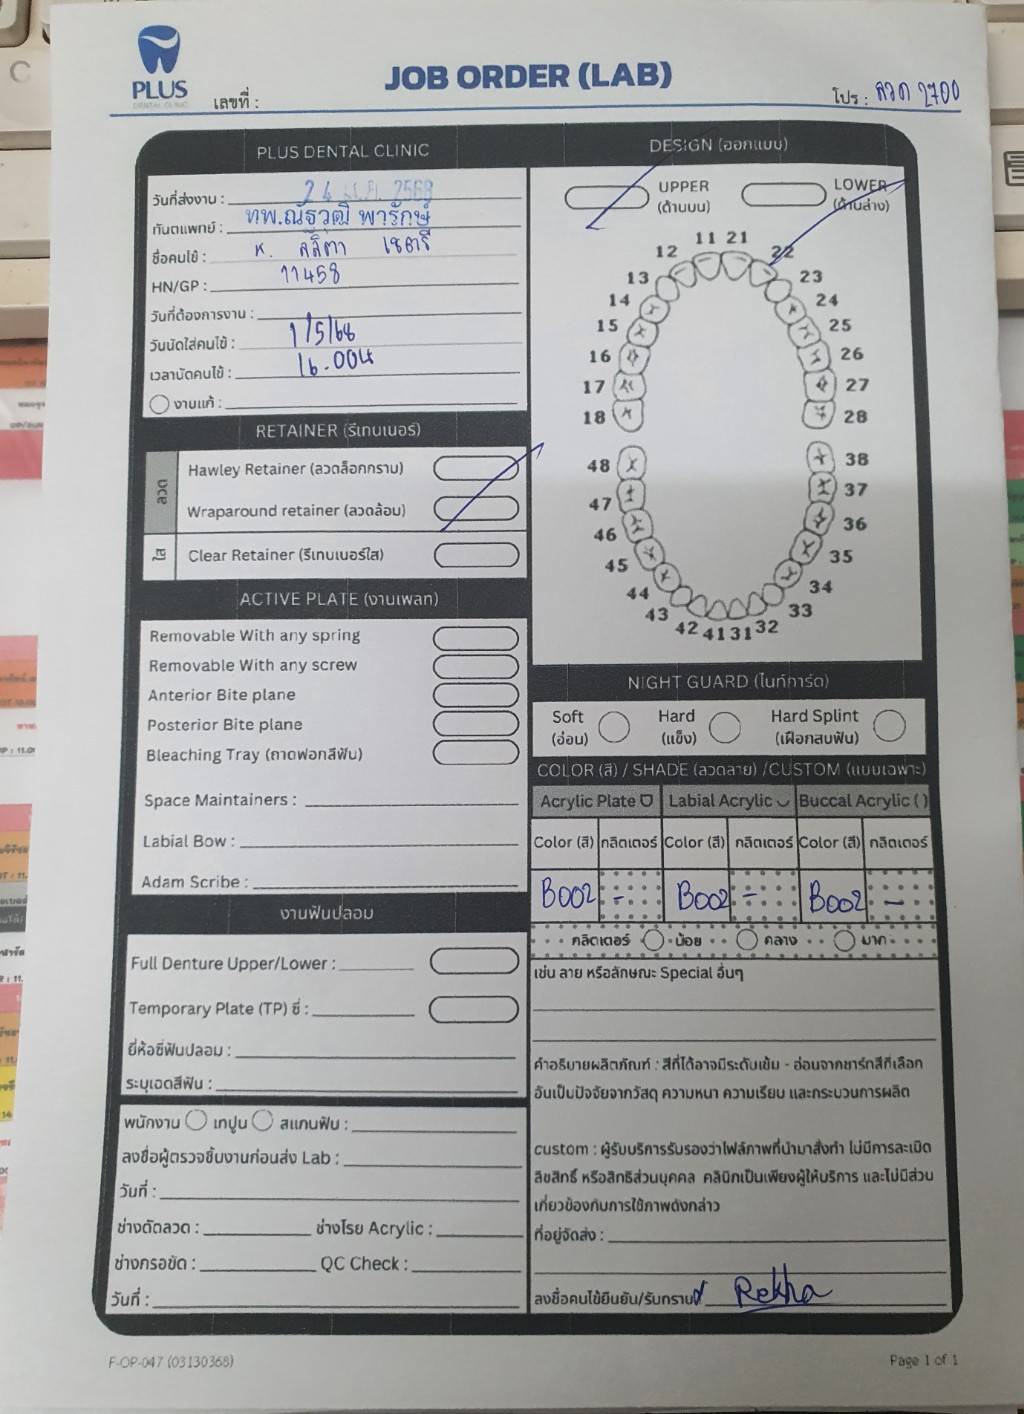 PLUS
DENTAL CLINIC
เลขที่ :
JOB ORDER (LAB)
โปร : ลวด 2700
PLUS DENTAL CLINIC
วันที่ส่งงาน : 24 2568
ทันตแพทย์ : ทพ.ณัฐวุฒิ พารักษ์
ชื่อคนไข้ :
HN/GP : 11458
วันที่ต้องการงาน :
วันนัดใส่คนไข้ : 1/5/68
เวลานัดคนไข้ : 16.00น
งานแก้ :
RETAINER (รีเทนเนอร์)
ลวด
Hawley Retainer (ลวดล็อกกราม)
Wraparound retainer (ลวดล้อม)
ใส
Clear Retainer (รีเทนเนอร์ใส)
ACTIVE PLATE (งานเพลท)
Removable With any spring
Removable With any screw
Anterior Bite plane
Posterior Bite plane
Bleaching Tray (ถาดฟอกสีฟัน)
Space Maintainers :
Labial Bow :
Adam Scribe :
งานฟันปลอม
Full Denture Upper/Lower :
Temporary Plate (TP) ซี่ :
ยี่ห้อซี่ฟันปลอม :
ระบุเฉดสีฟัน :
พนักงาน เทปูน สแกนฟัน :
ลงชื่อผู้ตรวจชิ้นงานก่อนส่ง Lab :
วันที่ :
ช่างดัดลวด : ช่างโรย Acrylic :
ช่างกรอขัด : QC Check :
วันที่ :
DESIGN (ออกแบบ)
UPPER
(ด้านบน)
LOWER
(ด้านล่าง)
11 21
12 22
13 23
14 24
15 25
16 26
17 27
18 28
48 38
47 37
46 36
45 35
44 34
43 33
42 41 31 32
NIGHT GUARD (ไนท์การ์ด)
Soft
(อ่อน)
Hard
(แข็ง)
Hard Splint
(เฝือกสบฟัน)
COLOR (สี) / SHADE (ลวดลาย) /CUSTOM (แบบเฉพาะ)
Acrylic Plate Labial Acrylic Buccal Acrylic ( )
Color (สี) กลิตเตอร์ Color (สี) กลิตเตอร์ Color (สี) กลิตเตอร์
B002 - B002 - B002 -
กลิตเตอร์ น้อย กลาง มาก
เช่น ลาย หรือลักษณะ Special อื่นๆ
คำอธิบายผลิตภัณฑ์ : สีที่ได้อาจมีระดับเข้ม - อ่อนจากชาร์ทสีที่เลือก
อันเป็นปัจจัยจากวัสดุ ความหนา ความเรียบ และกระบวนการผลิต
custom : ผู้รับบริการรับรองว่าไฟล์ภาพที่นำมาสั่งทำ ไม่มีการละเมิด
ลิขสิทธิ์ หรือสิทธิส่วนบุคคล คลินิกเป็นเพียงผู้ให้บริการ และไม่มีส่วน
เกี่ยวข้องกับการใช้ภาพดังกล่าว
ที่อยู่จัดส่ง :
ลงชื่อคนไข้ยืนยัน/รับทราบ Rekha
F-OP-047 (03130368)
Page 1 of 1